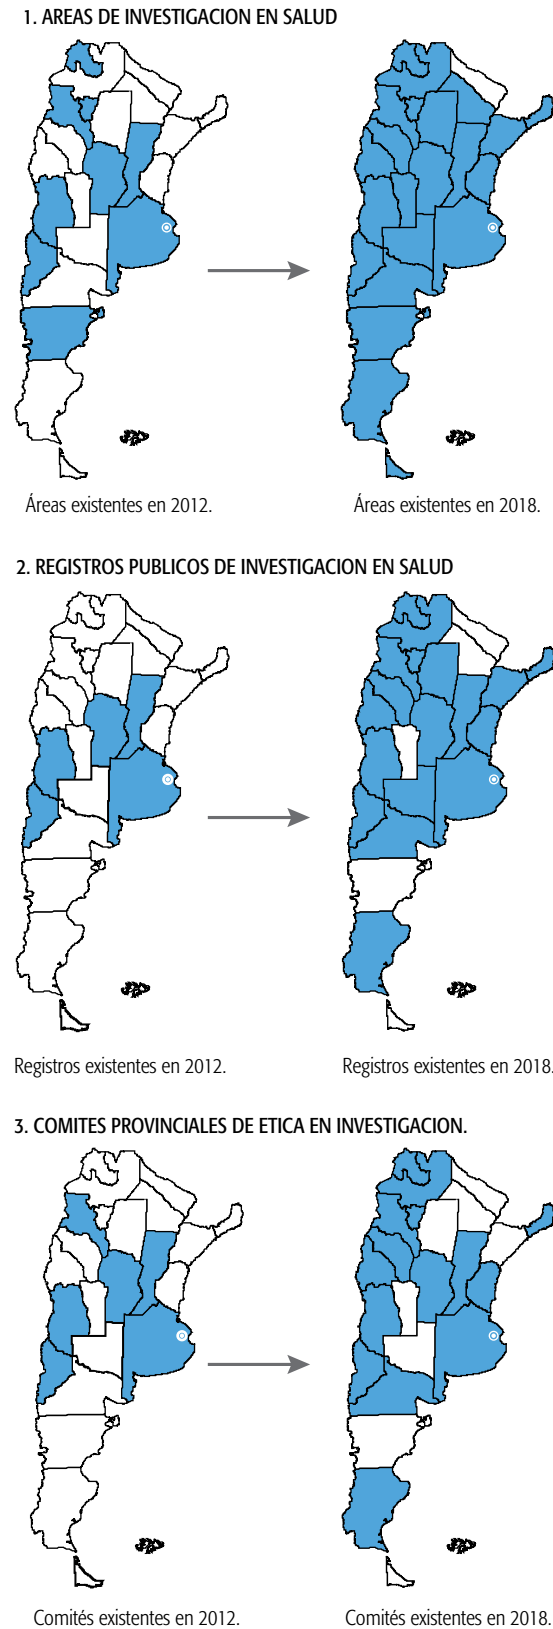 1. AREAS DE INVESTIGACION EN SALUD
Áreas existentes en 2012.
Áreas existentes en 2018.
2. REGISTROS PUBLICOS DE INVESTIGACION EN SALUD
Registros existentes en 2012.
Registros existentes en 2018.
3. COMITES PROVINCIALES DE ETICA EN INVESTIGACION.
Comités existentes en 2012.
Comités existentes en 2018.